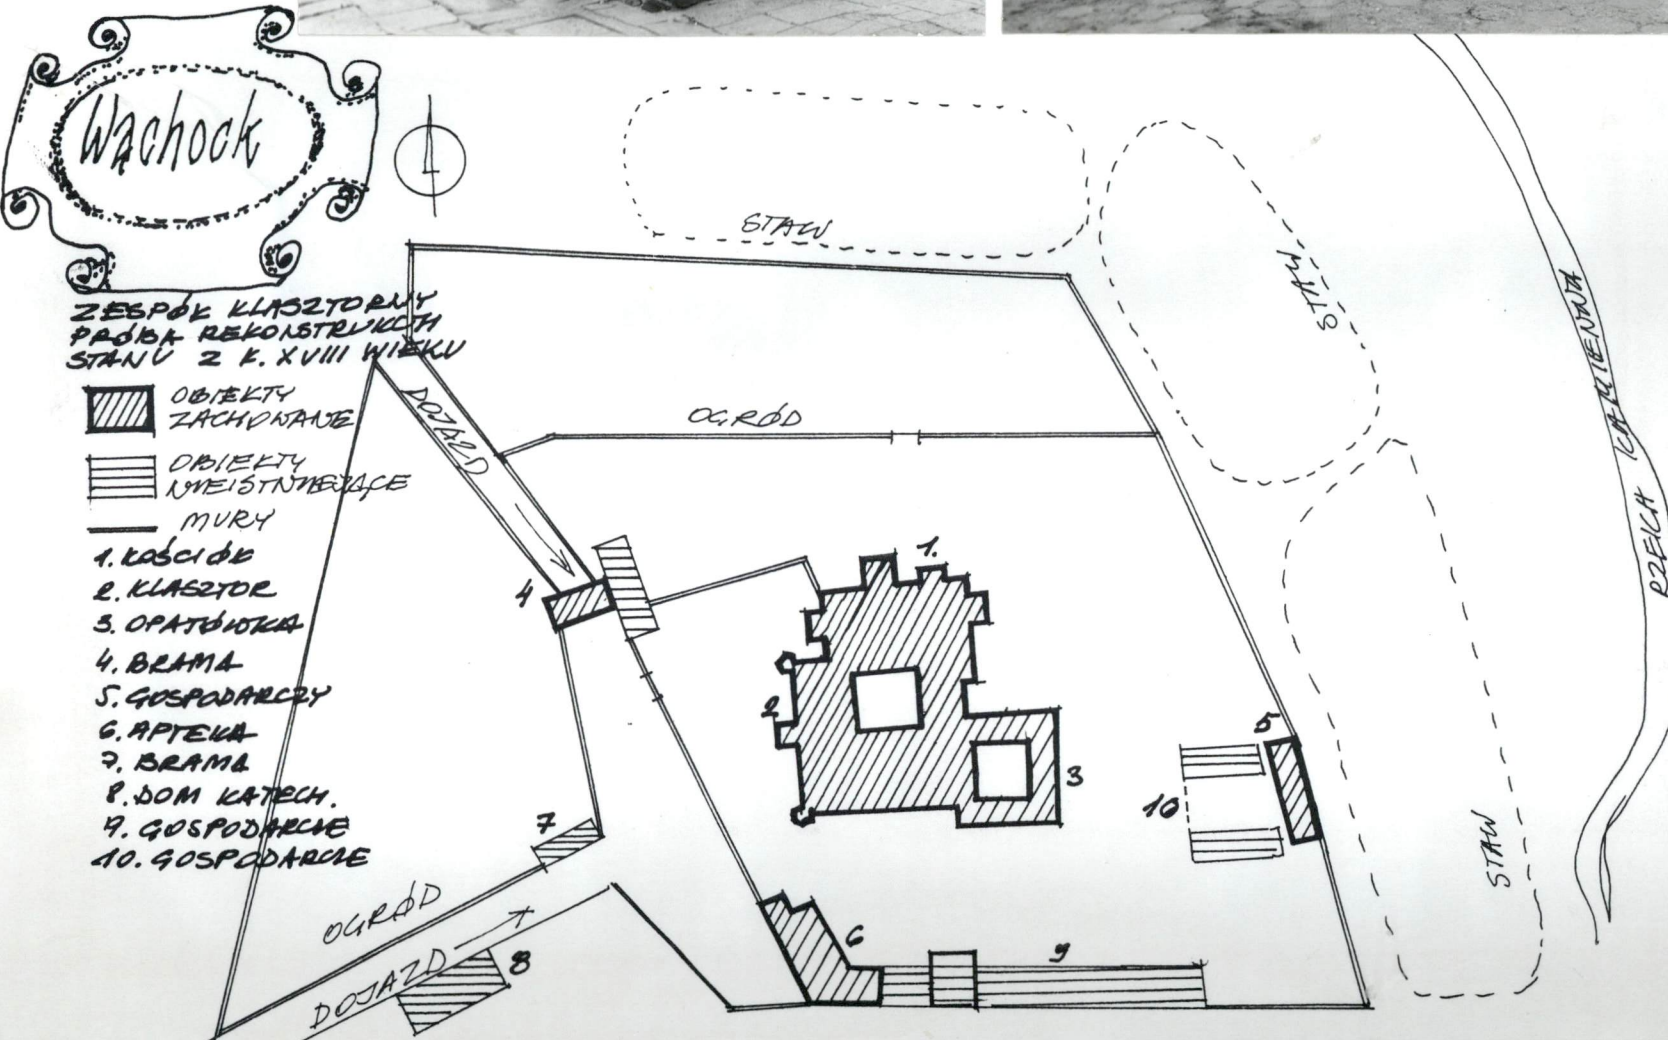 Wąchock
ZESPÓŁ KLASZTORNY
PRÓBA REKONSTRUKCJI
STANU Z K. XVIII WIEKU
OBIEKTY
ZACHOWANE
OBIEKTY
NIEISTNIEJĄCE
MURY
1. KOŚCIÓŁ
2. KLASZTOR
3. OPATÓWKA
4. BRAMA
5. GOSPODARCZY
6. APTEKA
7. BRAMA
8. DOM KATECH.
9. GOSPODARCZE
10. GOSPODARCZE
STAW
STAW
STAW
RZEKA KAMIENNA
DOJAZD
OGRÓD
1.
2
3
4
5
6
7
8
9
10
OGRÓD
DOJAZD